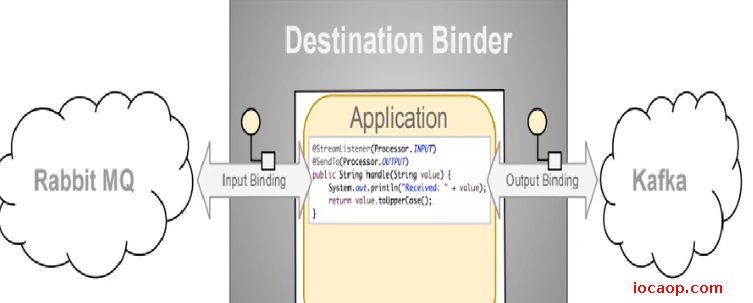 Destination Binder
Application
@StreamListener(Processor.INPUT)
@SendTo(Processor.OUTPUT)
public String handle(String value) {
System.out.println("Received: " + value);
return value.toUpperCase();
}
Rabbit MQ
Input Binding
Output Binding
Kafka
iocaop.com